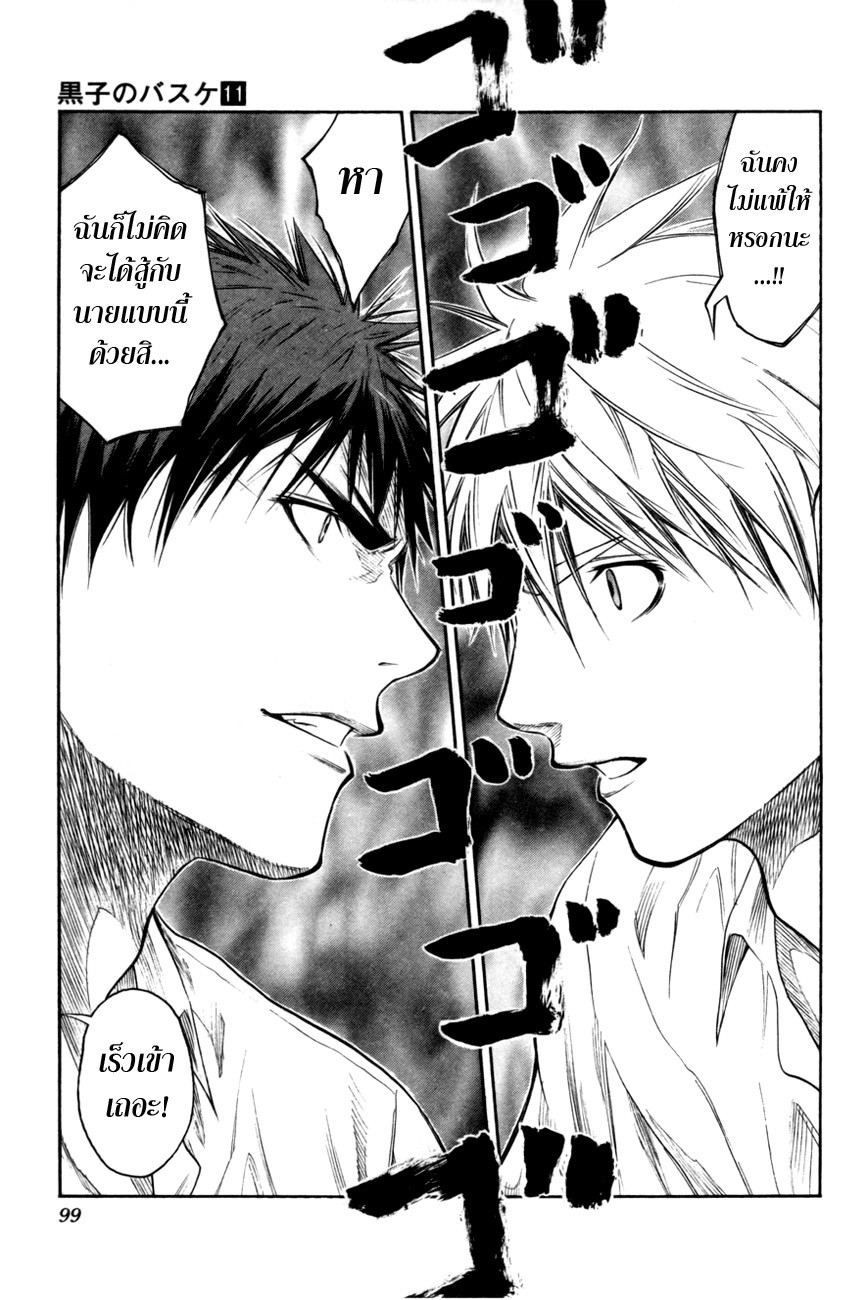 黒子のバスケ 11
ฉันคง
ไม่แพ้ให้
หรอกนะ
...!!
หา
ฉันก็ไม่คิด
จะได้สู้กับ
นายแบบนี้
ด้วยสิ...
ゴ
ゴ
ゴ
ゴ
ゴ
ゴ
ゴ
ゴ
เร็วเข้า
เถอะ!
99